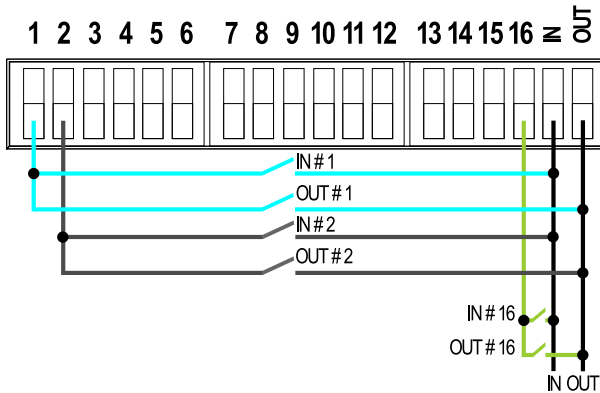 1 2 3 4 5 6 7 8 9 10 11 12 13 14 15 16 IN OUT
IN # 1
OUT # 1
IN # 2
OUT # 2
IN # 16
OUT # 16
IN OUT